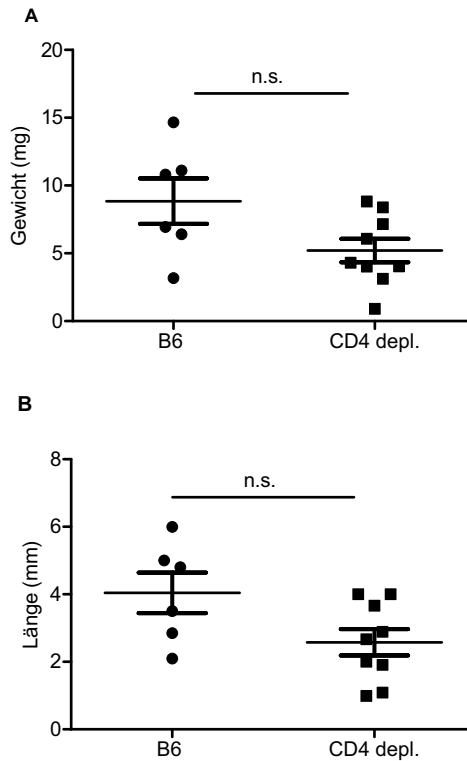 A
20
n.s.
15
10
5
0
Gewicht (mg)
B6 CD4 depl.
B
8
n.s.
6
4
2
0
Länge (mm)
B6 CD4 depl.